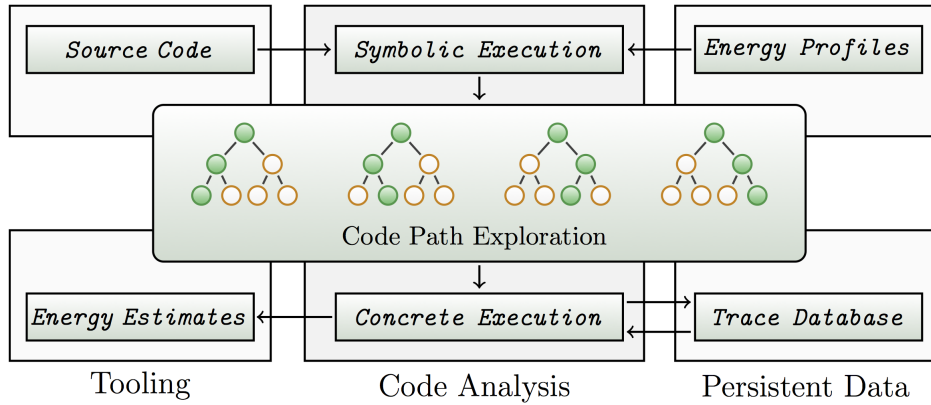 Source Code
Symbolic Execution
Energy Profiles
Code Path Exploration
Energy Estimates
Concrete Execution
Trace Database
Tooling
Code Analysis
Persistent Data